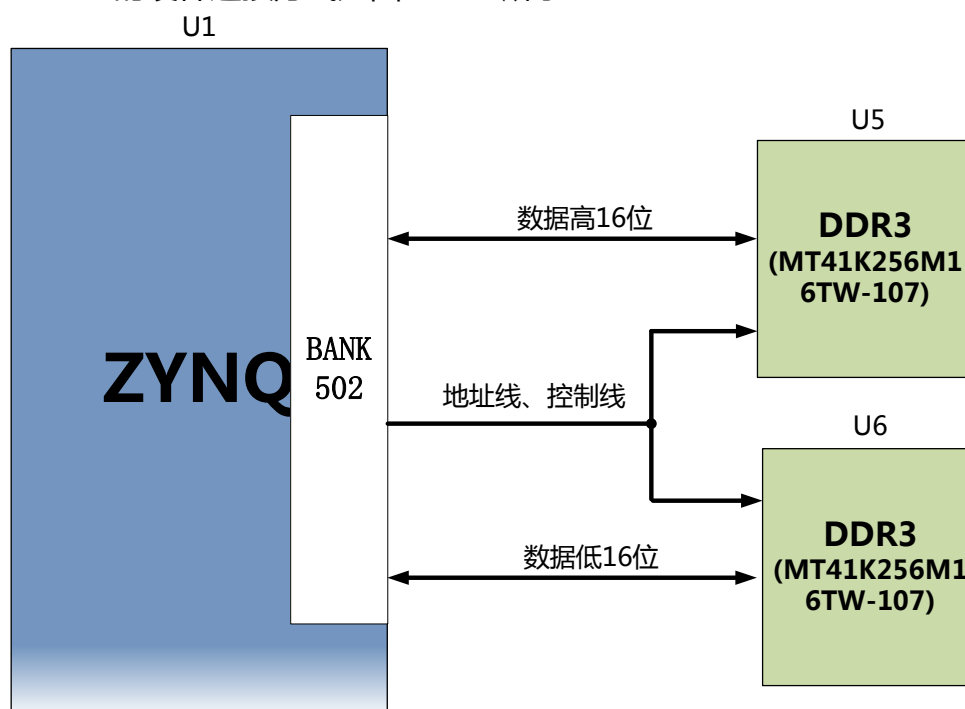 U1
U5
数据高16位
DDR3
(MT41K256M1
6TW-107)
ZYNQ
BANK
502
地址线、控制线
U6
数据低16位
DDR3
(MT41K256M1
6TW-107)